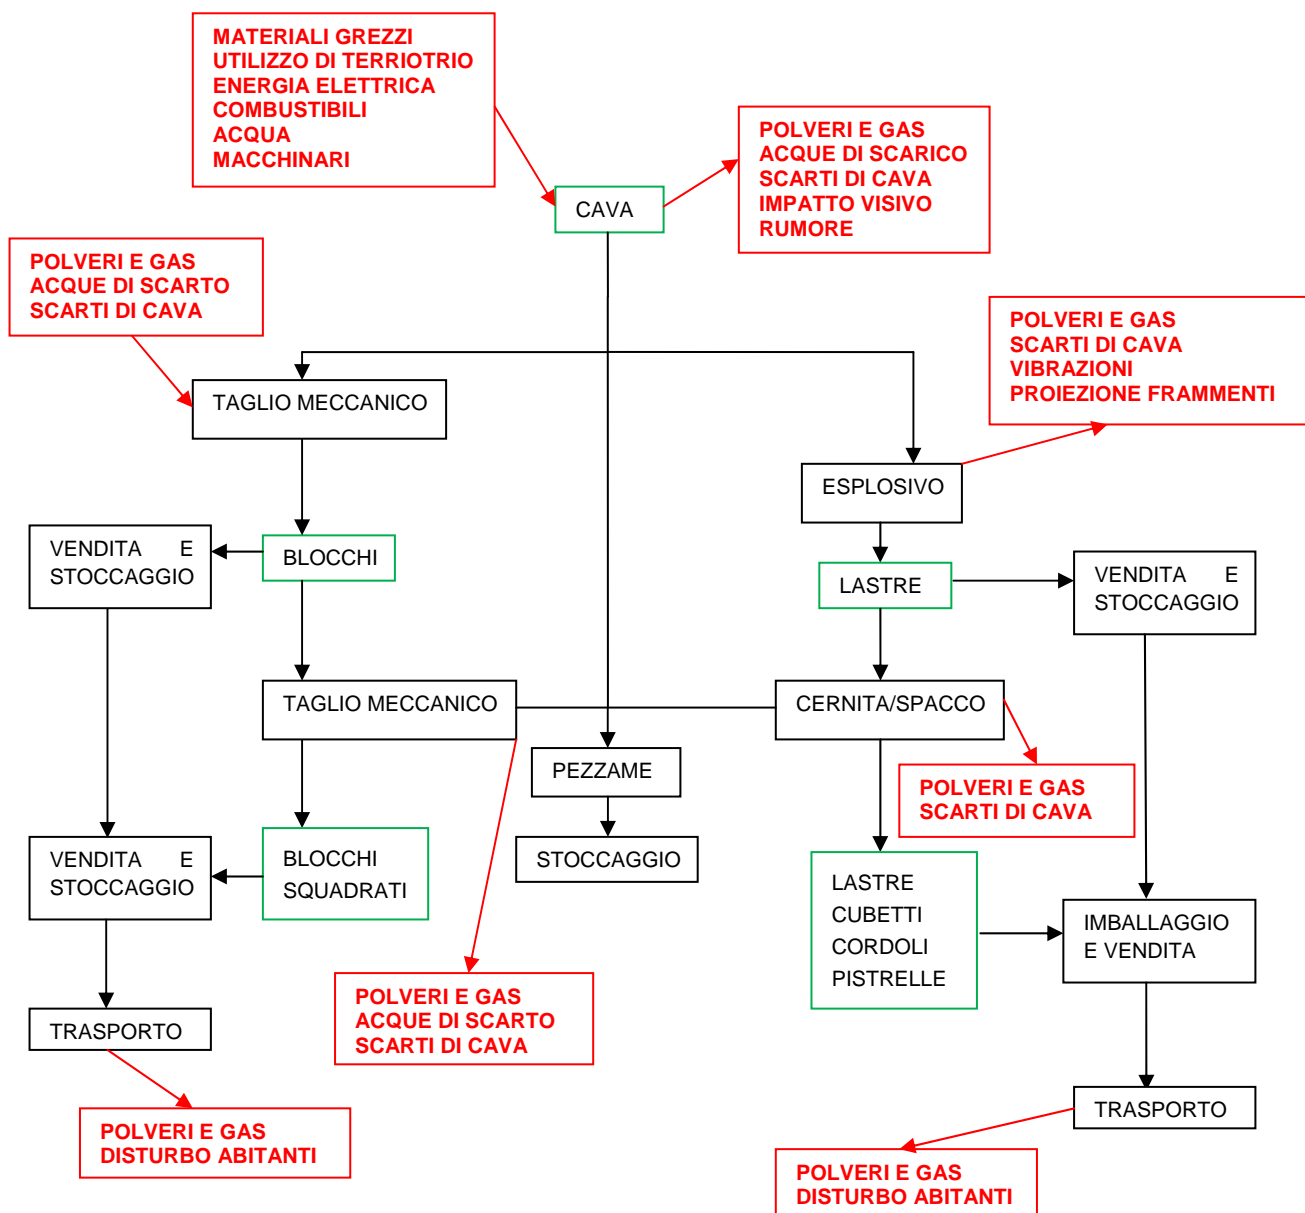 MATERIALI GREZZI
UTILIZZO DI TERRIOTRIO
ENERGIA ELETTRICA
COMBUSTIBILI
ACQUA
MACCHINARI
POLVERI E GAS
ACQUE DI SCARICO
SCARTI DI CAVA
IMPATTO VISIVO
RUMORE
CAVA
POLVERI E GAS
ACQUE DI SCARTO
SCARTI DI CAVA
POLVERI E GAS
SCARTI DI CAVA
VIBRAZIONI
PROIEZIONE FRAMMENTI
TAGLIO MECCANICO
ESPLOSIVO
VENDITA E
STOCCAGGIO
BLOCCHI
LASTRE
VENDITA E
STOCCAGGIO
TAGLIO MECCANICO
CERNITA/SPACCO
PEZZAME
POLVERI E GAS
SCARTI DI CAVA
VENDITA E
STOCCAGGIO
BLOCCHI
SQUADRATI
STOCCAGGIO
LASTRE
CUBETTI
CORDOLI
PISTRELLE
IMBALLAGGIO
E VENDITA
POLVERI E GAS
ACQUE DI SCARTO
SCARTI DI CAVA
TRASPORTO
TRASPORTO
POLVERI E GAS
DISTURBO ABITANTI
POLVERI E GAS
DISTURBO ABITANTI